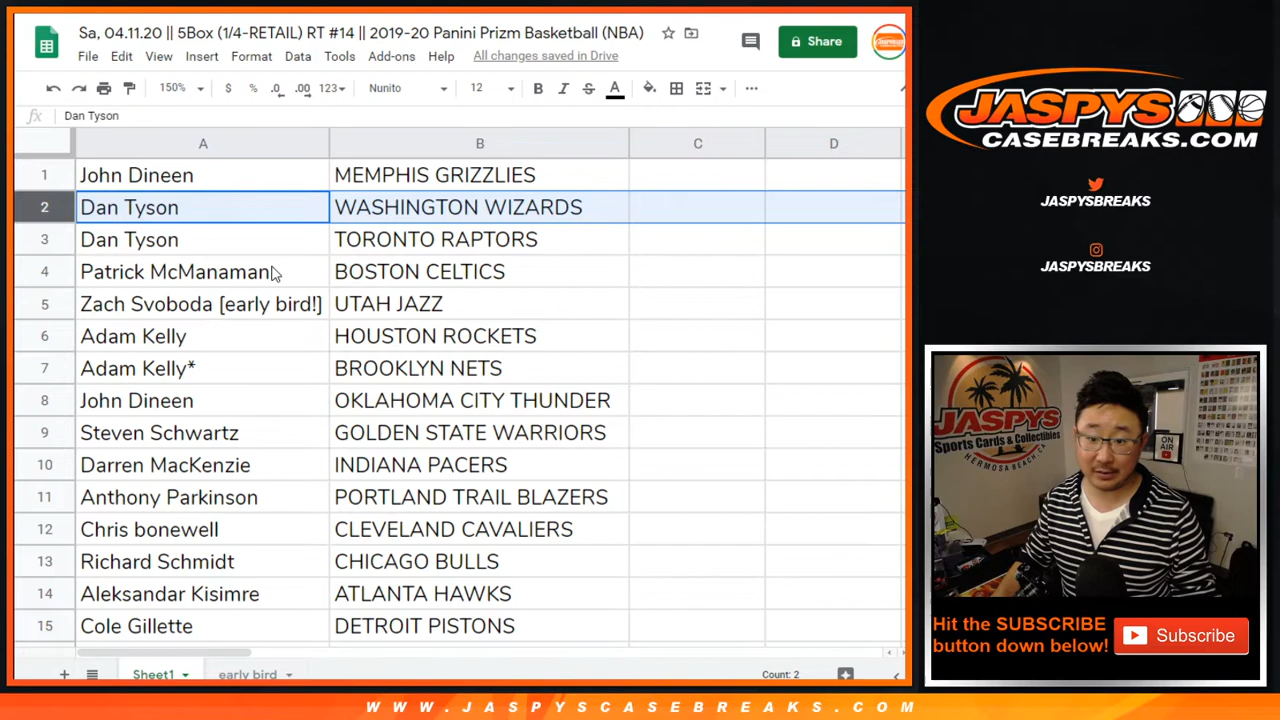 Sa, 04.11.20 || 5Box (1/4-RETAIL) RT #14 || 2019-20 Panini Prizm Basketball (NBA)
File Edit View Insert Format Data Tools Add-ons Help All changes saved in Drive
Share
150% $ % .0 .00 123 Nunito 12 B I S A
fx Dan Tyson
A B C D
1 John Dineen MEMPHIS GRIZZLIES
2 Dan Tyson WASHINGTON WIZARDS
3 Dan Tyson TORONTO RAPTORS
4 Patrick McManaman BOSTON CELTICS
5 Zach Svoboda [early bird!] UTAH JAZZ
6 Adam Kelly HOUSTON ROCKETS
7 Adam Kelly* BROOKLYN NETS
8 John Dineen OKLAHOMA CITY THUNDER
9 Steven Schwartz GOLDEN STATE WARRIORS
10 Darren MacKenzie INDIANA PACERS
11 Anthony Parkinson PORTLAND TRAIL BLAZERS
12 Chris bonewell CLEVELAND CAVALIERS
13 Richard Schmidt CHICAGO BULLS
14 Aleksandar Kisimre ATLANTA HAWKS
15 Cole Gillette DETROIT PISTONS
Sheet1 early bird Count: 2
JASPYS
CASEBREAKS.COM
JASPYSBREAKS
JASPYSBREAKS
JASPYS
Sports Cards & Collectibles
HERMOSA BEACH, CA
ON AIR
Hit the SUBSCRIBE
button down below!
Subscribe
WWW.JASPYSCASEBREAKS.COM